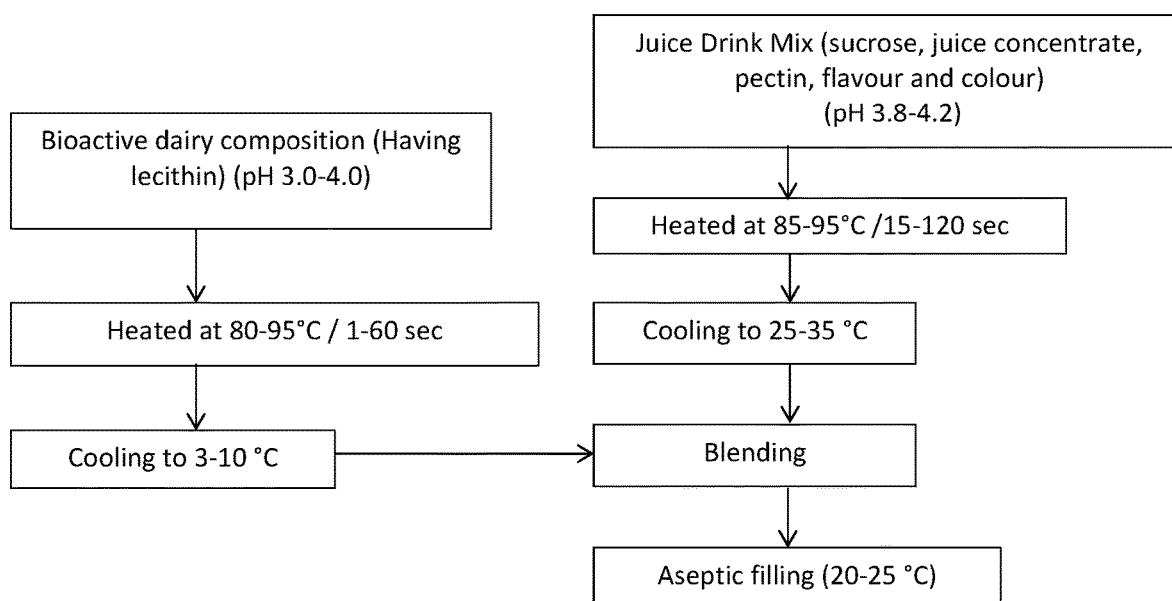 Juice Drink Mix (sucrose, juice concentrate,
pectin, flavour and colour)
(pH 3.8-4.2)
Bioactive dairy composition (Having
lecithin) (pH 3.0-4.0)
Heated at 85-95°C /15-120 sec
Heated at 80-95°C / 1-60 sec
Cooling to 25-35 °C
Cooling to 3-10 °C
Blending
Aseptic filling (20-25 °C)